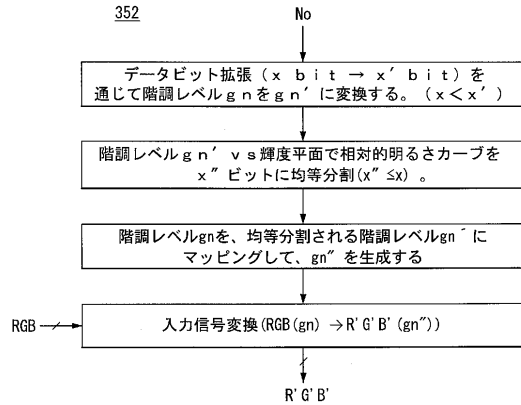 352
No
データビット拡張（x bit → x′ bit）を
通じて階調レベルgnをgn′に変換する。（x＜x′）
階調レベルgn′ vs輝度平面で相対的明るさカーブを
x″ビットに均等分割(x″≤x) 。
階調レベルgnを、均等分割される階調レベルgn´に
マッピングして、gn″を生成する
RGB
入力信号変換(RGB(gn) →R'G'B'(gn″))
R'G'B'